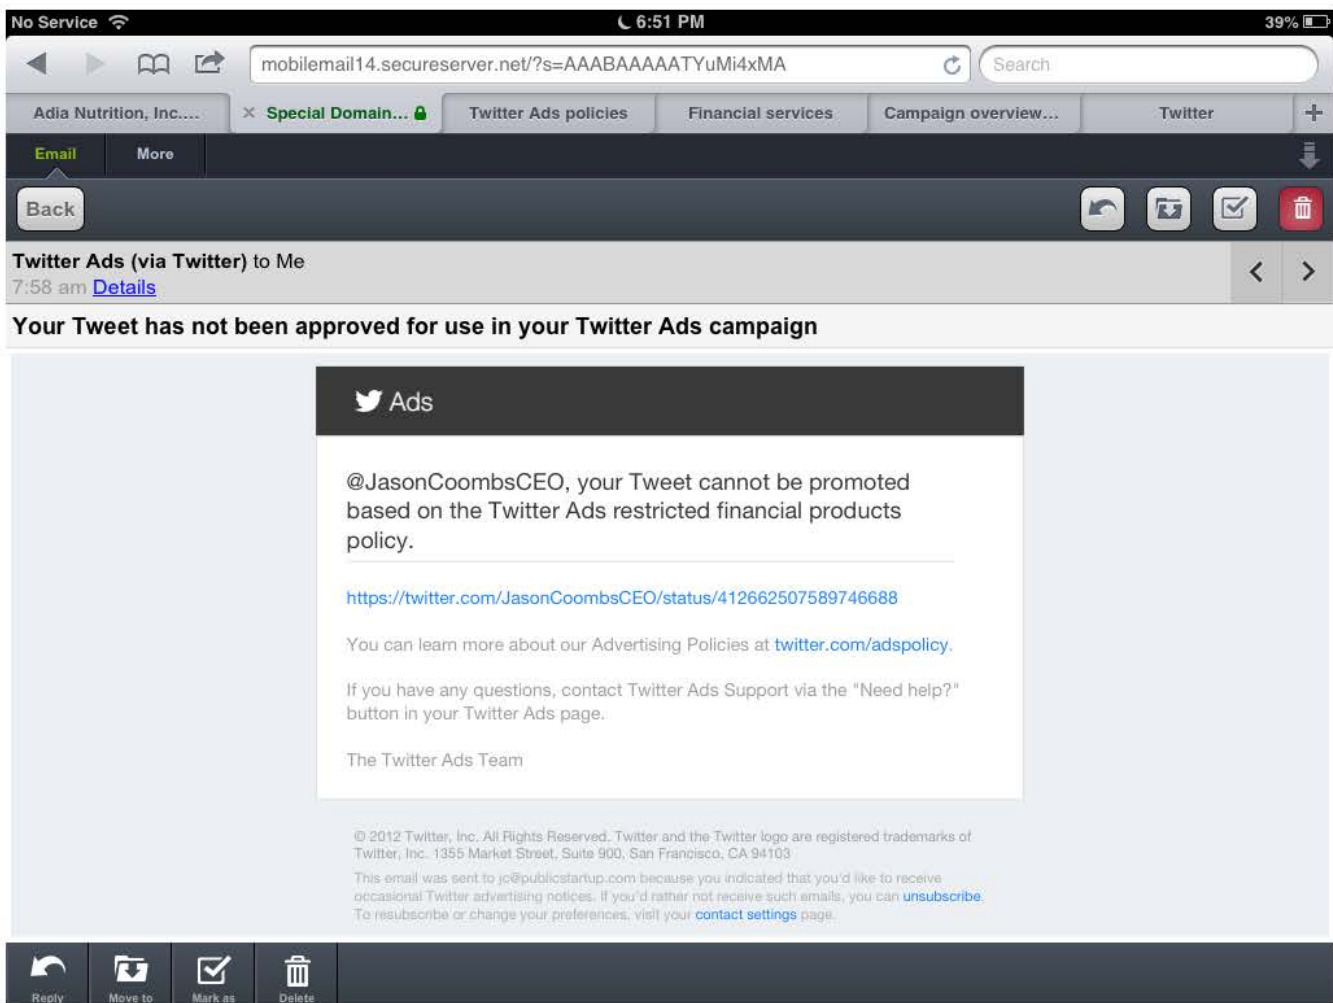 No Service 6:51 PM 39%
mobilemail14.secureserver.net/?s=AAABAAAAATYuMi4xMA Search
Adia Nutrition, Inc.... × Special Domain... Twitter Ads policies Financial services Campaign overview... Twitter +
Email More
Back
Twitter Ads (via Twitter) to Me
7:58 am Details
Your Tweet has not been approved for use in your Twitter Ads campaign
Ads
@JasonCoombsCEO, your Tweet cannot be promoted
based on the Twitter Ads restricted financial products
policy.
https://twitter.com/JasonCoombsCEO/status/412662507589746688
You can learn more about our Advertising Policies at twitter.com/adspolicy.
If you have any questions, contact Twitter Ads Support via the "Need help?"
button in your Twitter Ads page.
The Twitter Ads Team
© 2012 Twitter, Inc. All Rights Reserved. Twitter and the Twitter logo are registered trademarks of
Twitter, Inc. 1355 Market Street, Suite 900, San Francisco, CA 94103
This email was sent to jc@publicstartup.com because you indicated that you'd like to receive
occasional Twitter advertising notices. If you'd rather not receive such emails, you can unsubscribe.
To resubscribe or change your preferences, visit your contact settings page.
Reply Move to Mark as Delete